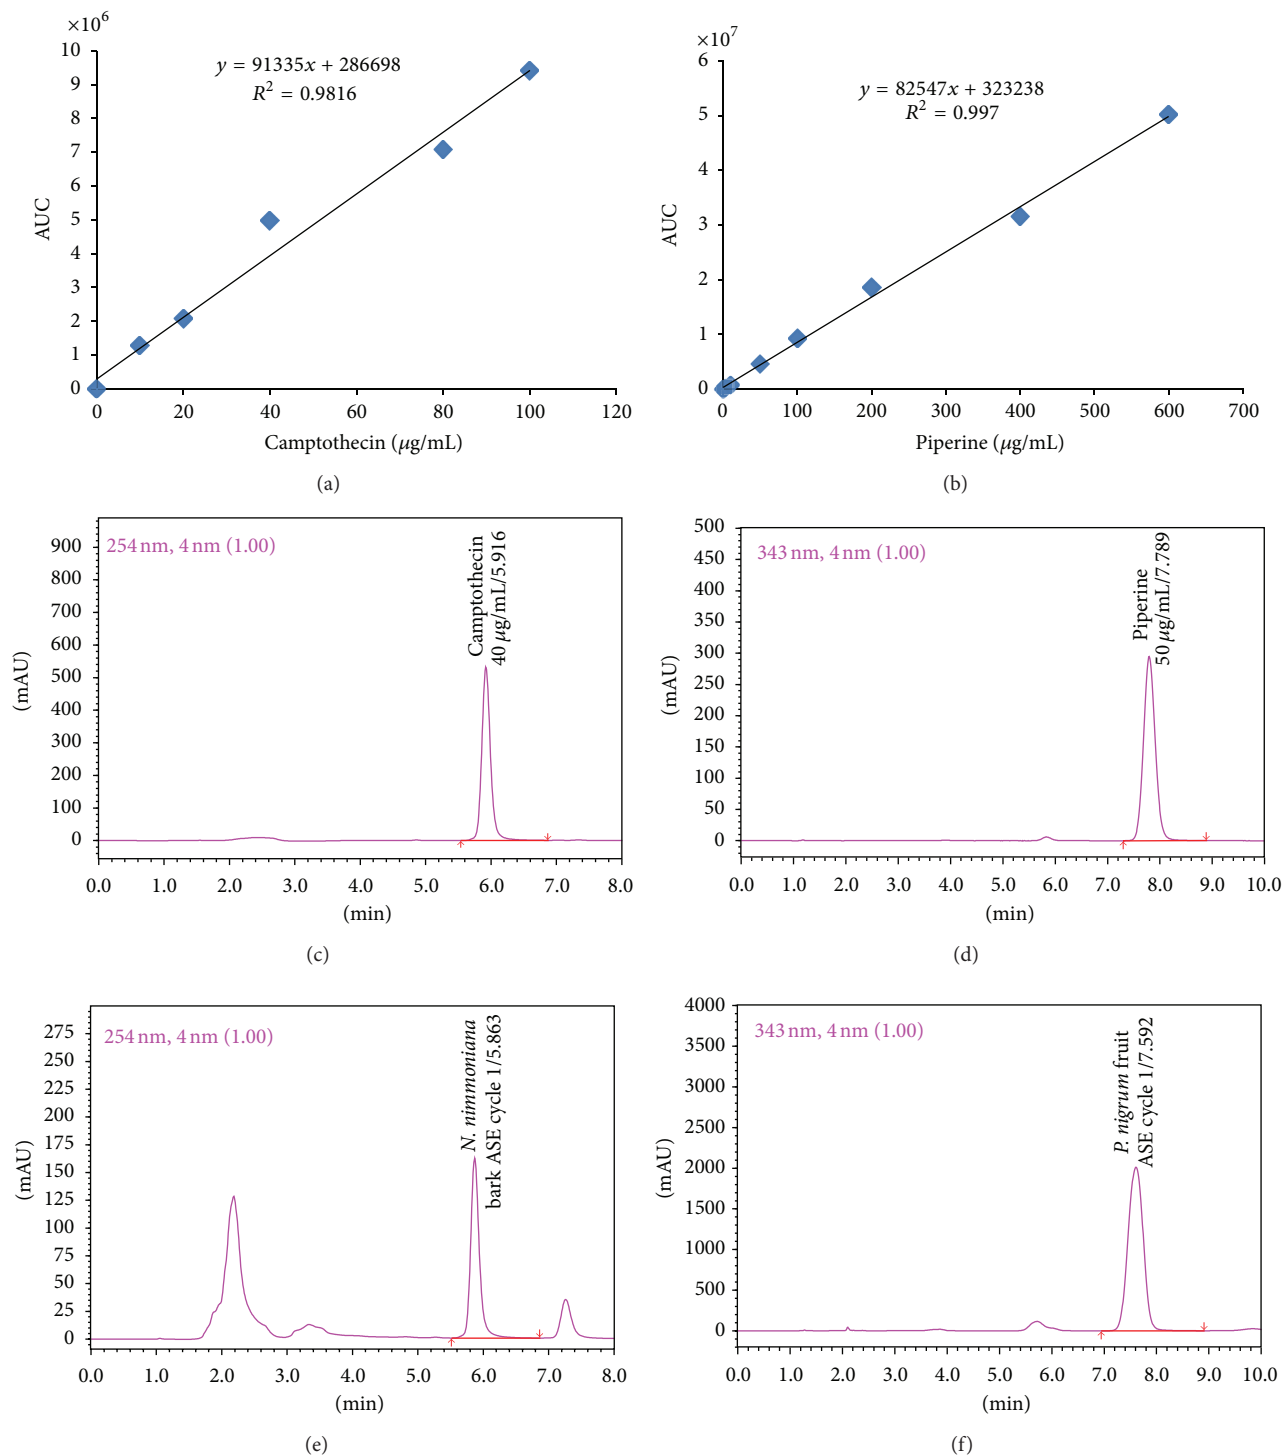 ×10⁶
10
9
8
7
6
5
4
3
2
1
0
AUC
y = 91335x + 286698
R² = 0.9816
0 20 40 60 80 100 120
Camptothecin (μg/mL)
(a)
×10⁷
6
5
4
3
2
1
0
AUC
y = 82547x + 323238
R² = 0.997
0 100 200 300 400 500 600 700
Piperine (μg/mL)
(b)
900
800
700
600
500
400
300
200
100
0
(mAU)
254 nm, 4 nm (1.00)
Camptothecin
40 μg/mL/5.916
0.0 1.0 2.0 3.0 4.0 5.0 6.0 7.0 8.0
(min)
(c)
500
450
400
350
300
250
200
150
100
50
0
(mAU)
343 nm, 4 nm (1.00)
Piperine
50 μg/mL/7.789
0.0 1.0 2.0 3.0 4.0 5.0 6.0 7.0 8.0 9.0 10.0
(min)
(d)
275
250
225
200
175
150
125
100
75
50
25
0
(mAU)
254 nm, 4 nm (1.00)
N. nimmoniana
bark ASE cycle 1/5.863
0.0 1.0 2.0 3.0 4.0 5.0 6.0 7.0 8.0
(min)
(e)
4000
3500
3000
2500
2000
1500
1000
500
0
(mAU)
343 nm, 4 nm (1.00)
P. nigrum fruit
ASE cycle 1/7.592
0.0 1.0 2.0 3.0 4.0 5.0 6.0 7.0 8.0 9.0 10.0
(min)
(f)